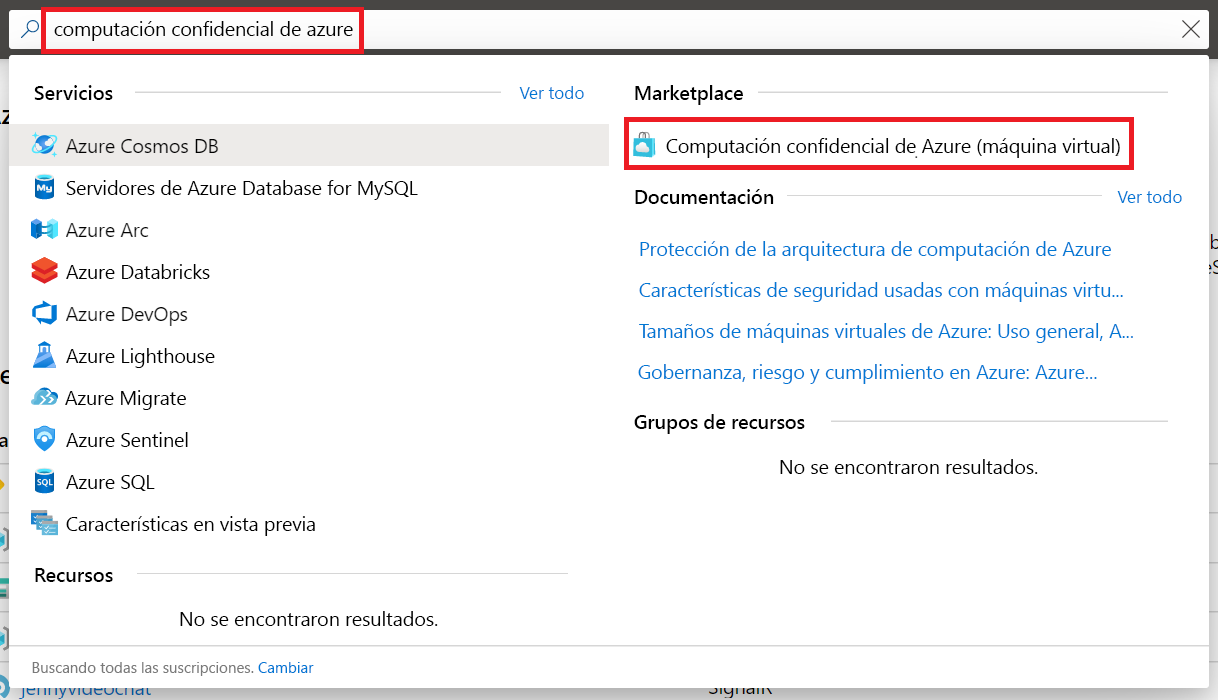 computación confidencial de azure
Servicios
Ver todo
Azure Cosmos DB
My
Servidores de Azure Database for MySQL
Azure Arc
Azure Databricks
Azure DevOps
Azure Lighthouse
Azure Migrate
Azure Sentinel
SQL
Azure SQL
Características en vista previa
Recursos
No se encontraron resultados.
Marketplace
Computación confidencial de Azure (máquina virtual)
Documentación
Ver todo
Protección de la arquitectura de computación de Azure
Características de seguridad usadas con máquinas virtu...
Tamaños de máquinas virtuales de Azure: Uso general, A...
Gobernanza, riesgo y cumplimiento en Azure: Azure...
Grupos de recursos
No se encontraron resultados.
Buscando todas las suscripciones. Cambiar
jennyvideochat
SignalR